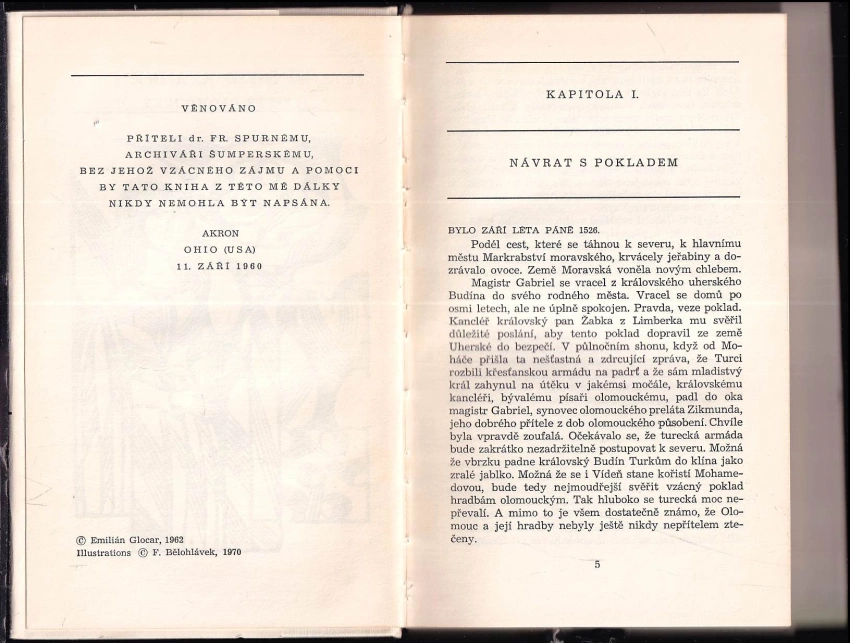 VĚNOVÁNO
PŘÍTELI dr. FR. SPURNÉMU,
ARCHIVÁŘI ŠUMPERSKÉMU,
BEZ JEHOŽ VZÁCNÉHO ZÁJMU A POMOCI
BY TATO KNIHA Z TÉTO MÉ DÁLKY
NIKDY NEMOHLA BÝT NAPSÁNA.
AKRON
OHIO (USA)
11. ZÁŘÍ 1960
© Emilián Glocar, 1962
Illustrations © F. Bělohlávek, 1970
KAPITOLA I.
NÁVRAT S POKLADEM
BYLO ZÁŘÍ LÉTA PÁNĚ 1526.
Podél cest, které se táhnou k severu, k hlavnímu
městu Markrabství moravského, krvácely jeřabiny a do-
zrávalo ovoce. Země Moravská voněla novým chlebem.
Magistr Gabriel se vracel z královského uherského
Budína do svého rodného města. Vracel se domů po
osmi letech, ale ne úplně spokojen. Pravda, veze poklad.
Kancléř královský pan Žabka z Limberka mu svěřil
důležité poslání, aby tento poklad dopravil ze země
Uherské do bezpečí. V půlnočním shonu, když od Mo-
háče přišla ta nešťastná a zdrcující zpráva, že Turci
rozbili křesťanskou armádu na padrť a že sám mladistvý
král zahynul na útěku v jakémsi močále, královskému
kancléři, bývalému písaři olomouckému, padl do oka
magistr Gabriel, synovec olomouckého preláta Zikmunda,
jeho dobrého přítele z dob olomouckého působení. Chvíle
byla vpravdě zoufalá. Očekávalo se, že turecká armáda
bude zakrátko nezadržitelně postupovat k severu. Možná
že vbrzku padne královský Budín Turkům do klína jako
zralé jablko. Možná že se i Vídeň stane kořistí Mohame-
dovou, bude tedy nejmoudřejší svěřit vzácný poklad
hradbám olomouckým. Tak hluboko se turecká moc ne-
převalí. A mimo to je všem dostatečně známo, že Olo-
mouc a její hradby nebyly ještě nikdy nepřítelem zte-
čeny.
5